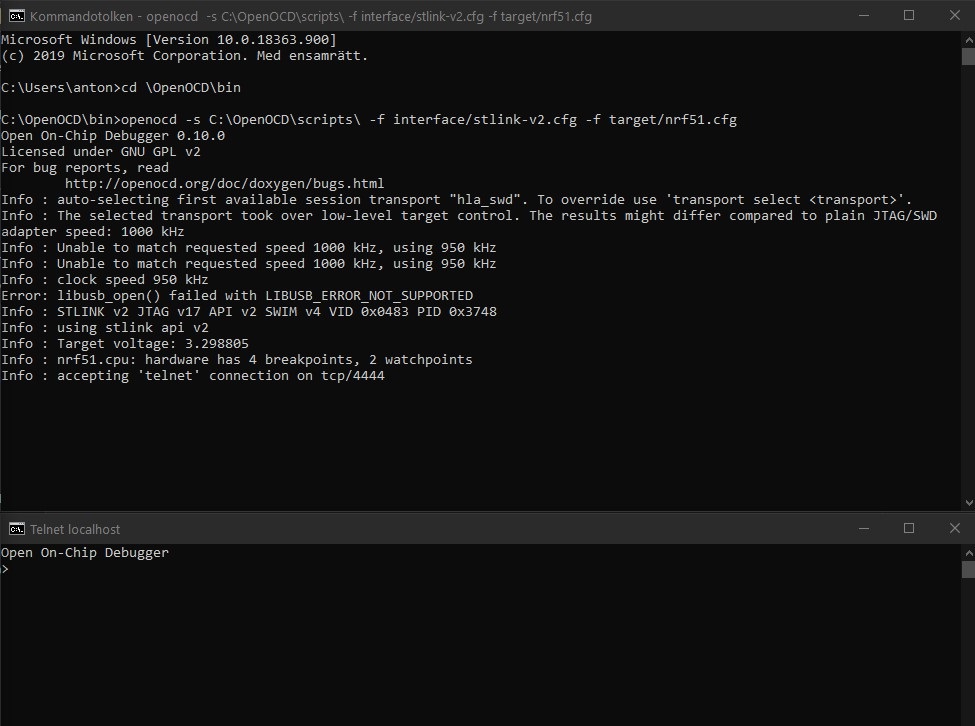 Kommandotolken - openocd  -s C:\OpenOCD\scripts\ -f interface/stlink-v2.cfg -f target/nrf51.cfg
Microsoft Windows [Version 10.0.18363.900]
(c) 2019 Microsoft Corporation. Med ensamrätt.
C:\Users\anton>cd \OpenOCD\bin
C:\OpenOCD\bin>openocd -s C:\OpenOCD\scripts\ -f interface/stlink-v2.cfg -f target/nrf51.cfg
Open On-Chip Debugger 0.10.0
Licensed under GNU GPL v2
For bug reports, read
        http://openocd.org/doc/doxygen/bugs.html
Info : auto-selecting first available session transport "hla_swd". To override use 'transport select <transport>'.
Info : The selected transport took over low-level target control. The results might differ compared to plain JTAG/SWD
adapter speed: 1000 kHz
Info : Unable to match requested speed 1000 kHz, using 950 kHz
Info : Unable to match requested speed 1000 kHz, using 950 kHz
Info : clock speed 950 kHz
Error: libusb_open() failed with LIBUSB_ERROR_NOT_SUPPORTED
Info : STLINK v2 JTAG v17 API v2 SWIM v4 VID 0x0483 PID 0x3748
Info : using stlink api v2
Info : Target voltage: 3.298805
Info : nrf51.cpu: hardware has 4 breakpoints, 2 watchpoints
Info : accepting 'telnet' connection on tcp/4444
Telnet localhost
Open On-Chip Debugger
>